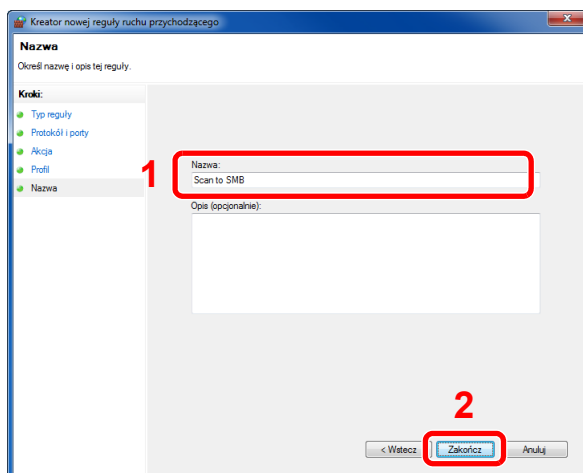 Kreator nowej reguły ruchu przychodzącego
Nazwa
Określ nazwę i opis tej reguły.
Kroki:
Typ reguły
Protokół i porty
Akcja
Profil
Nazwa
1
Nazwa:
Scan to SMB
Opis (opcjonalnie):
2
< Wstecz
Zakończ
Anuluj